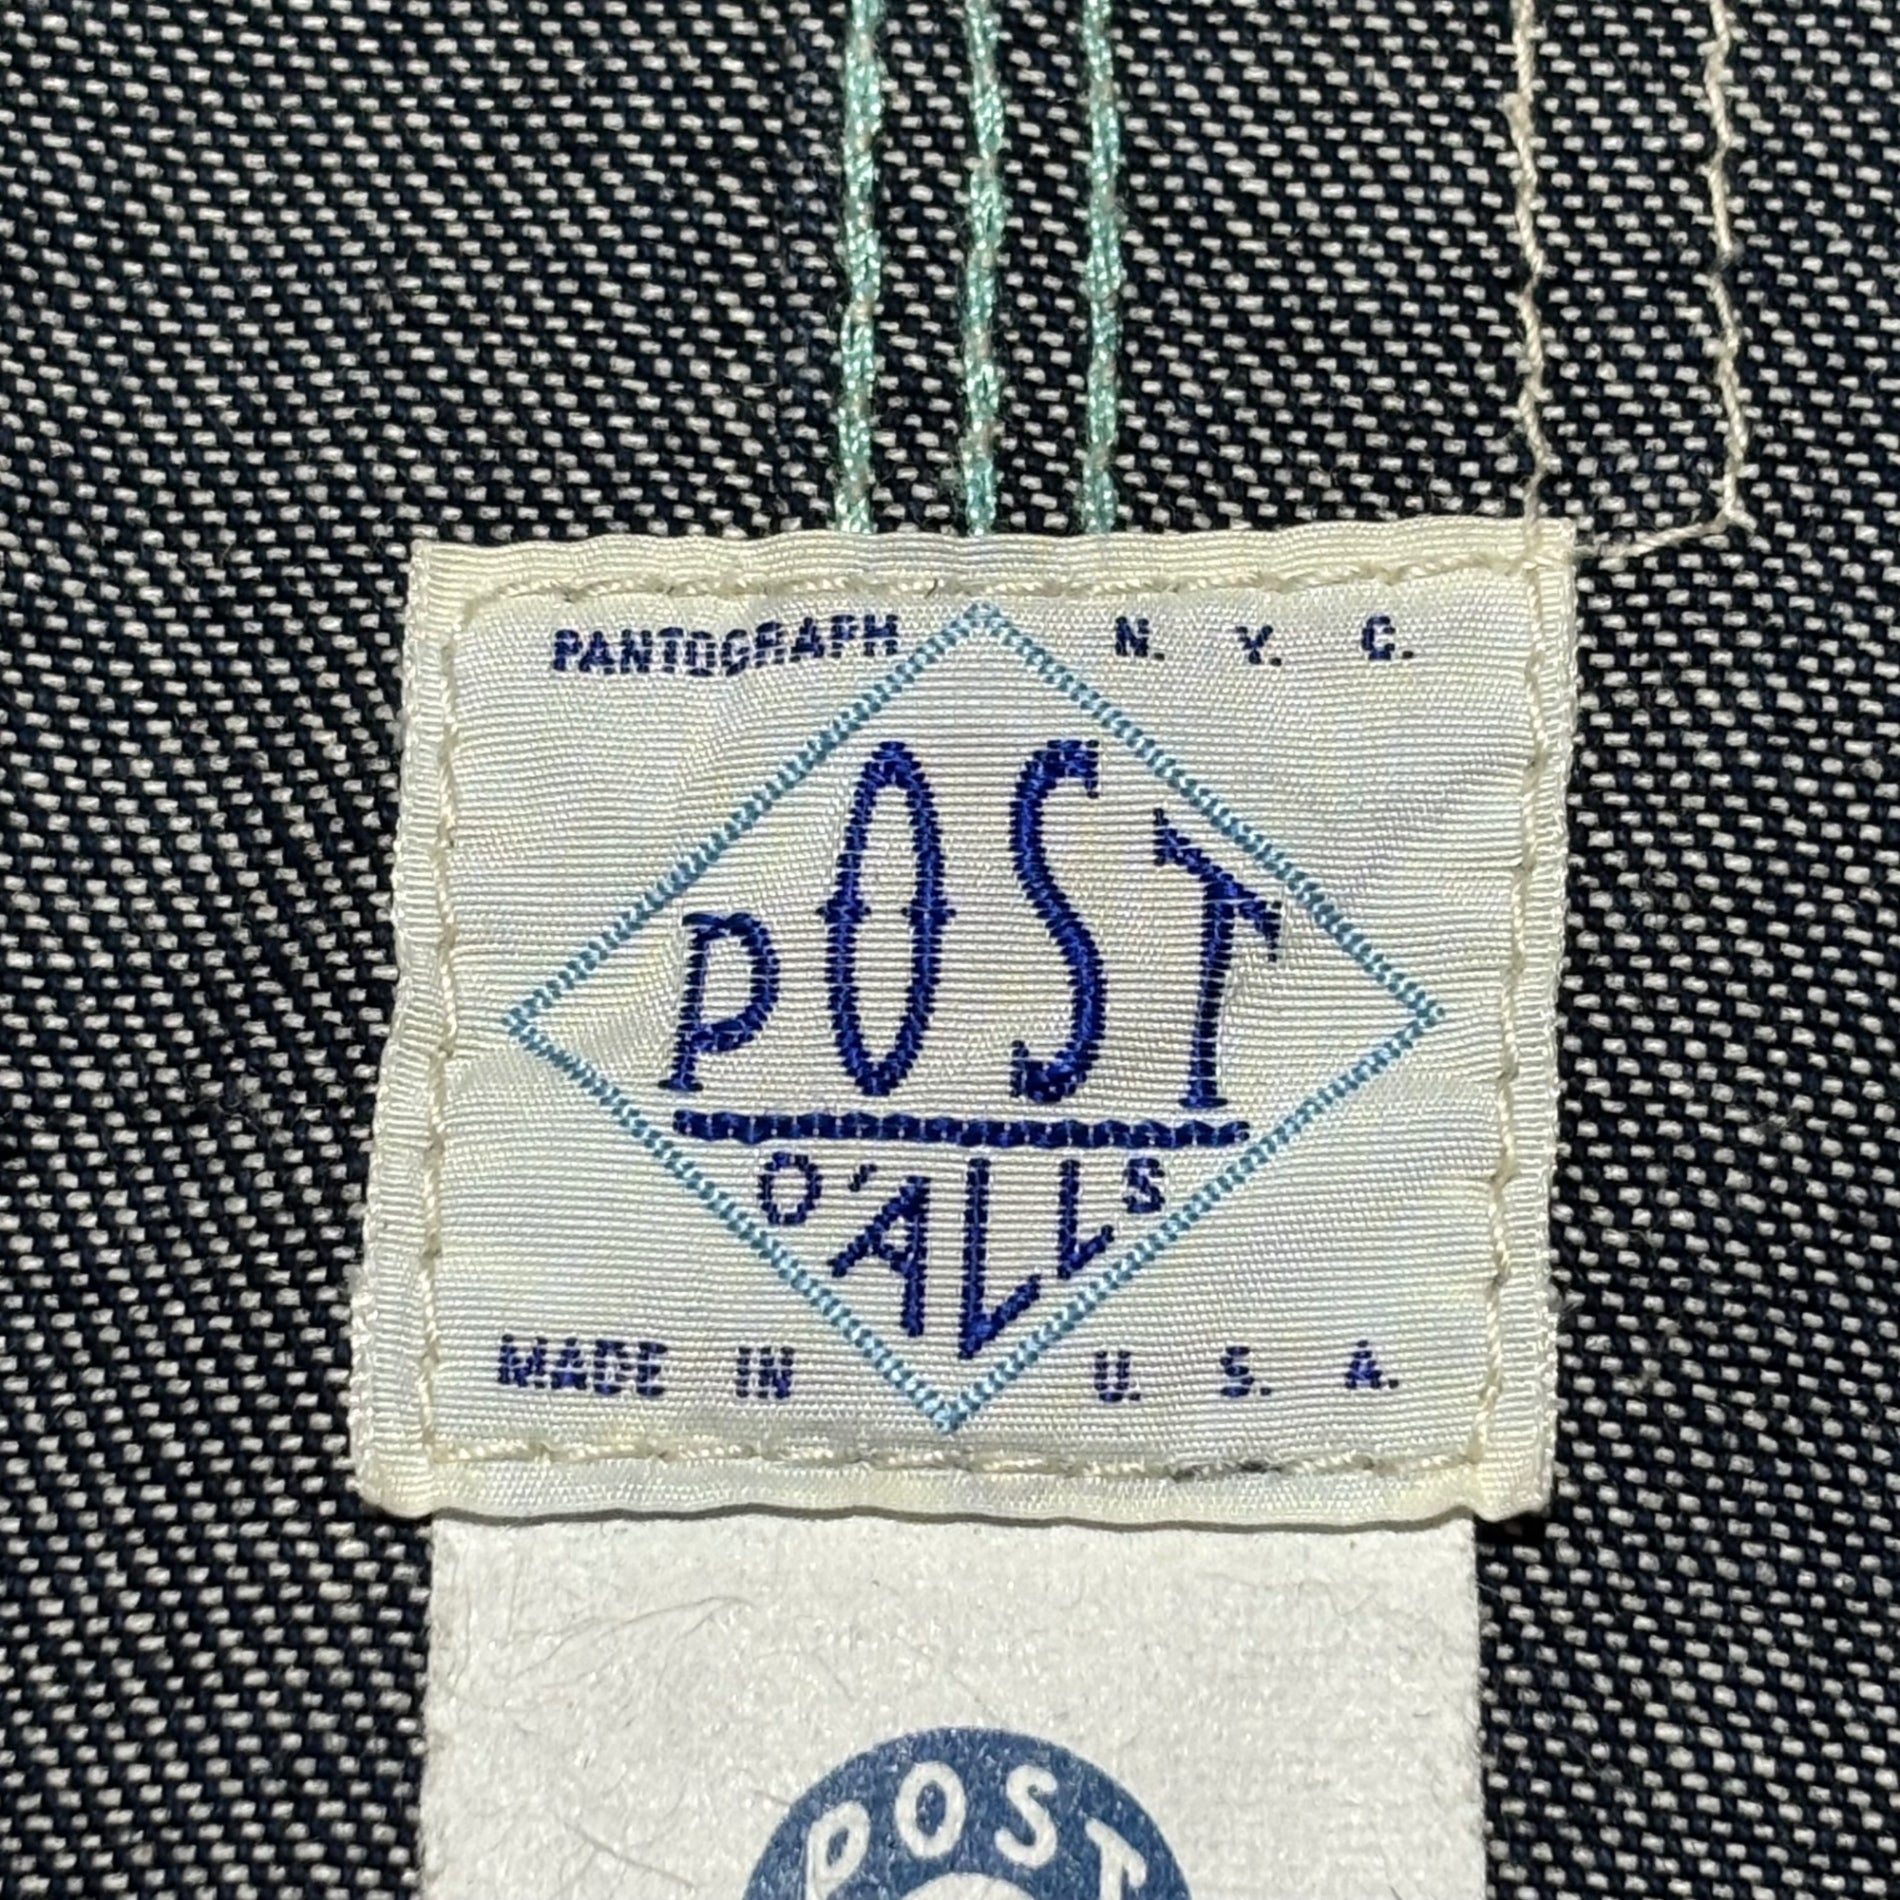 PANTOGRAPH N. Y. C.
POST
O'ALLS
MADE IN U. S. A.
POST